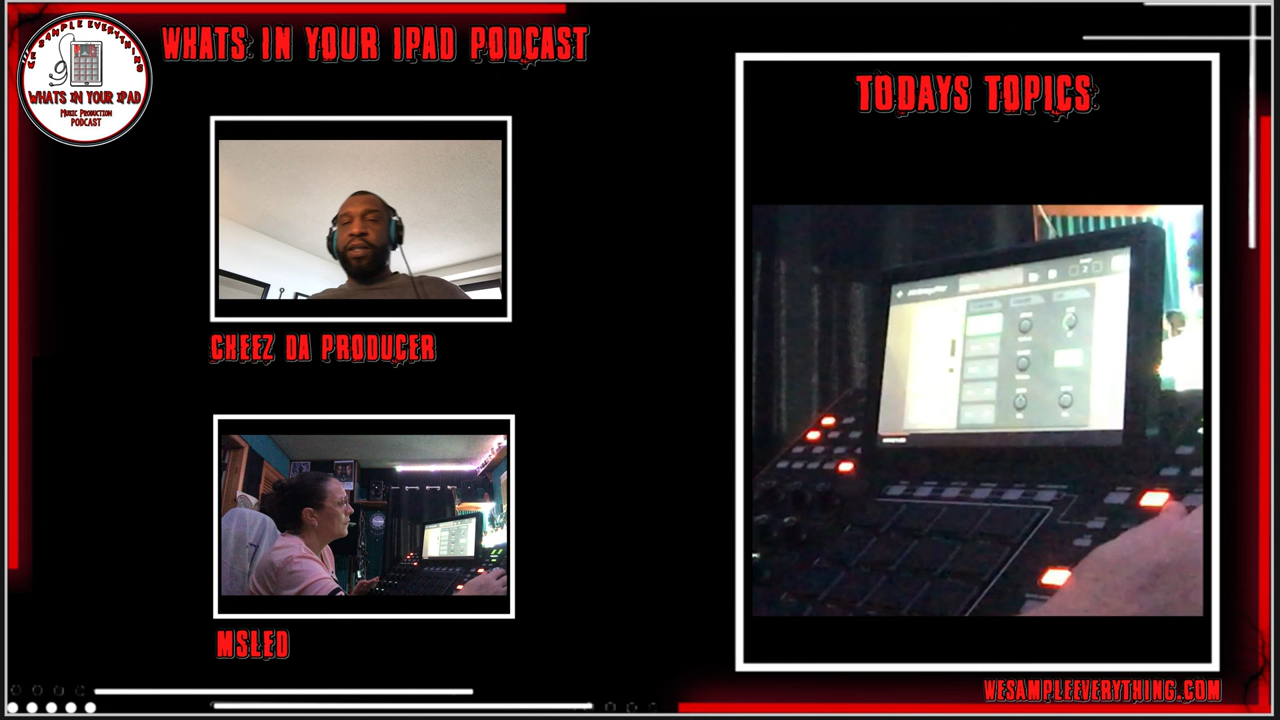 WE SAMPLE EVERYTHING
WHATS IN YOUR IPAD
MUSIC PRODUCTION
PODCAST
WHATS IN YOUR IPAD PODCAST
TODAYS TOPICS
CHEEZ DA PRODUCER
MSLED
WESAMPLEEVERYTHING.COM